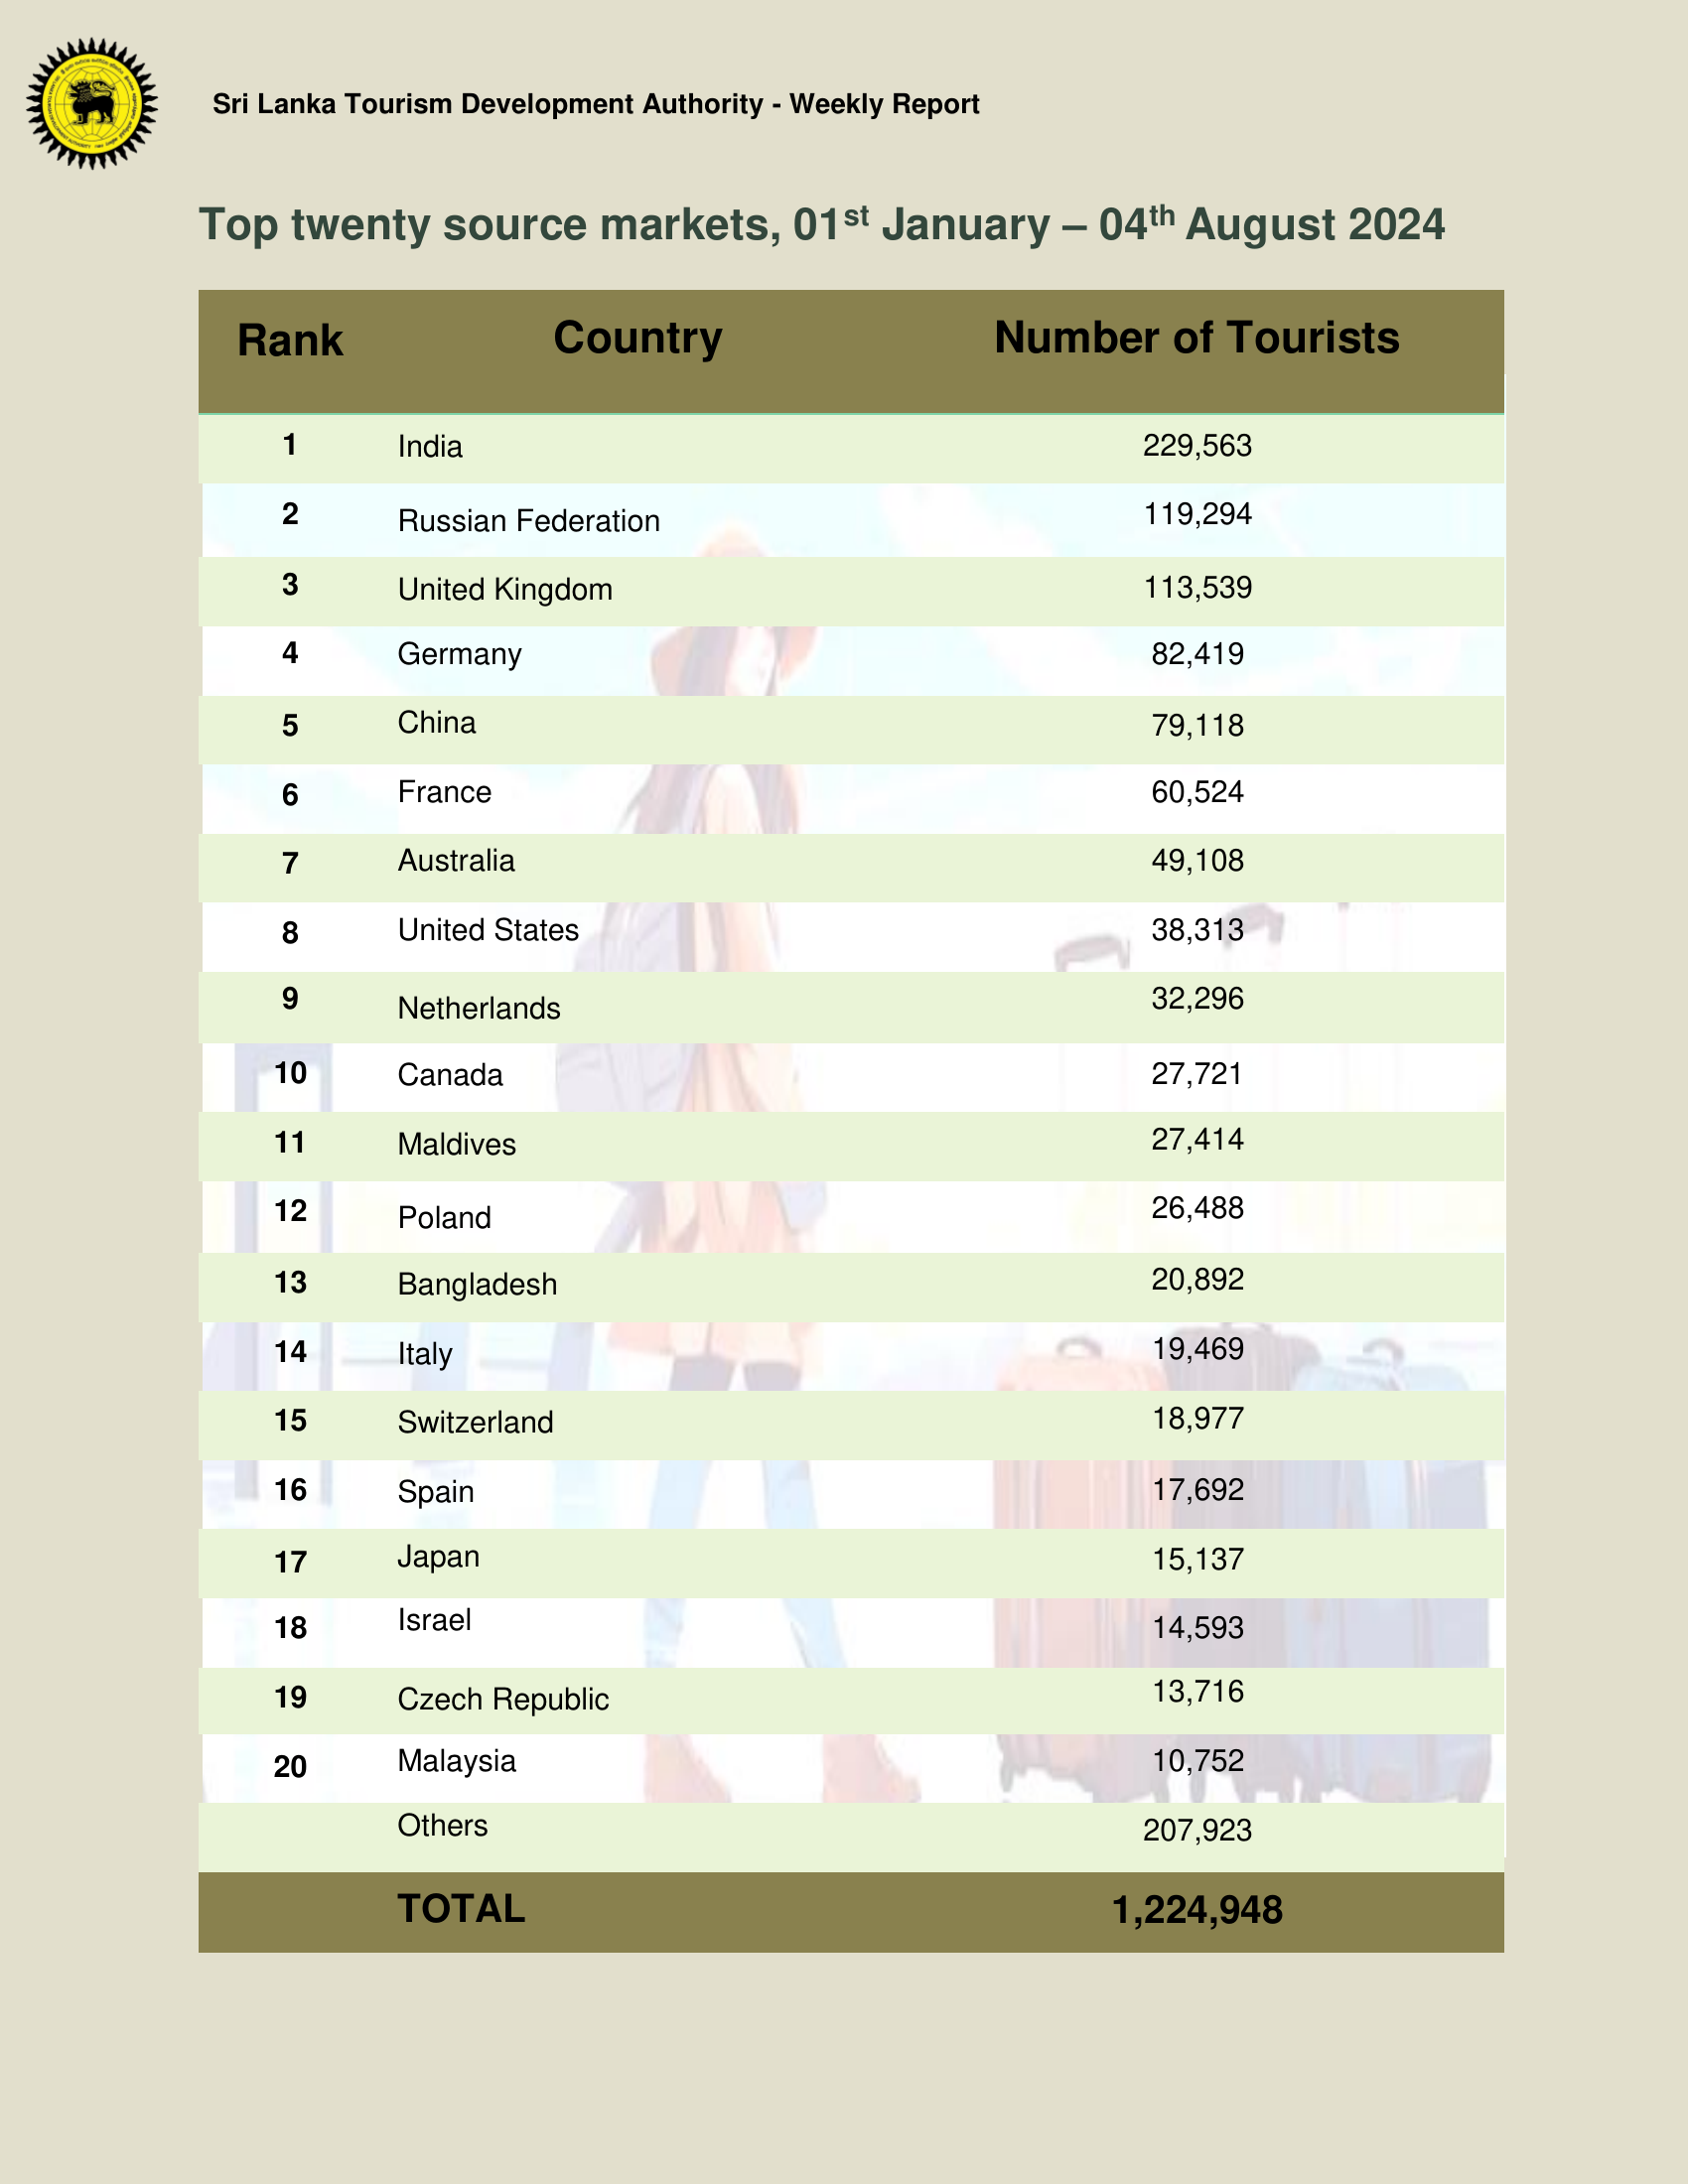 Sri Lanka Tourism Development Authority - Weekly Report
Top twenty source markets, 01st January – 04th August 2024
Rank Country Number of Tourists
1 India 229,563
2 Russian Federation 119,294
3 United Kingdom 113,539
4 Germany 82,419
5 China 79,118
6 France 60,524
7 Australia 49,108
8 United States 38,313
9 Netherlands 32,296
10 Canada 27,721
11 Maldives 27,414
12 Poland 26,488
13 Bangladesh 20,892
14 Italy 19,469
15 Switzerland 18,977
16 Spain 17,692
17 Japan 15,137
18 Israel 14,593
19 Czech Republic 13,716
20 Malaysia 10,752
Others 207,923
TOTAL 1,224,948